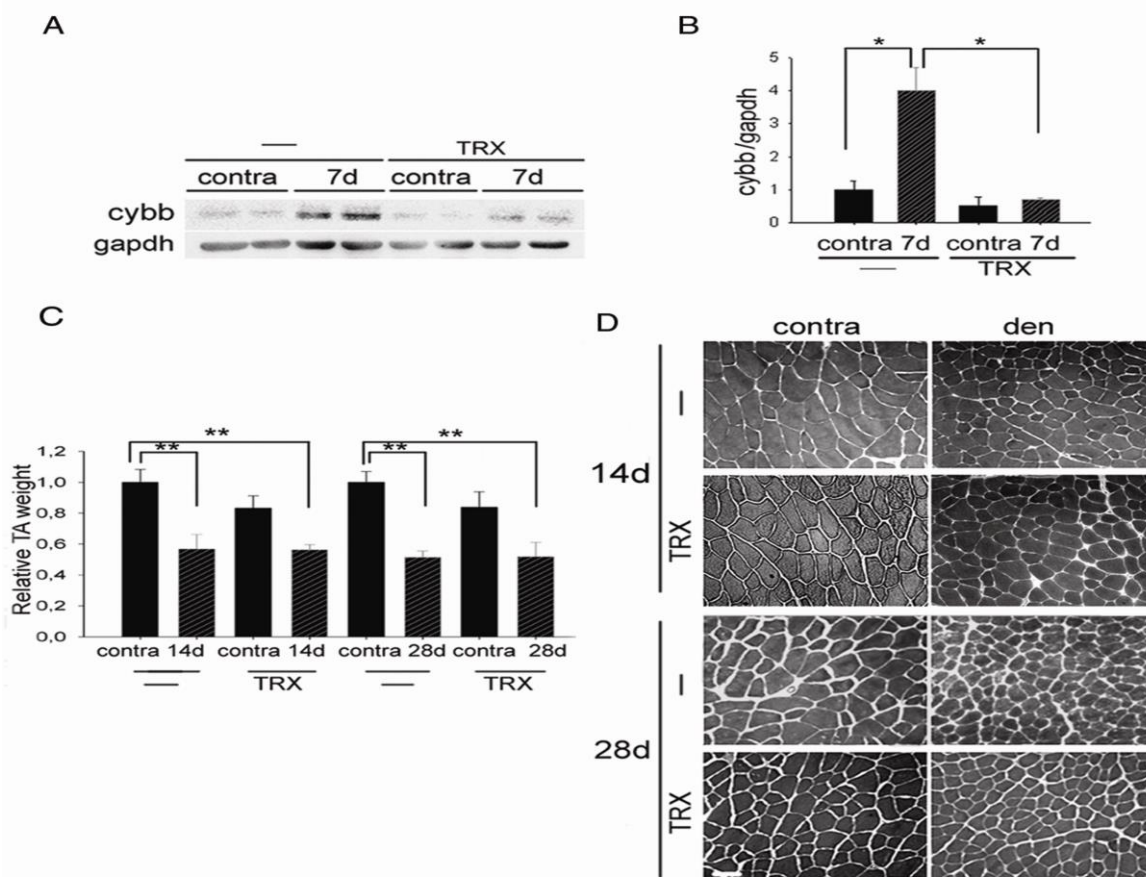 A
— TRX
contra 7d contra 7d
cybb
gapdh
B
* *
cybb/gapdh
5
4
3
2
1
0
contra 7d contra 7d
— TRX
C
** ** ** **
Relative TA weight
1,2
1,0
0,8
0,6
0,4
0,2
0,0
contra 14d contra 14d contra 28d contra 28d
— TRX — TRX
D
contra den
14d
—
TRX
28d
—
TRX